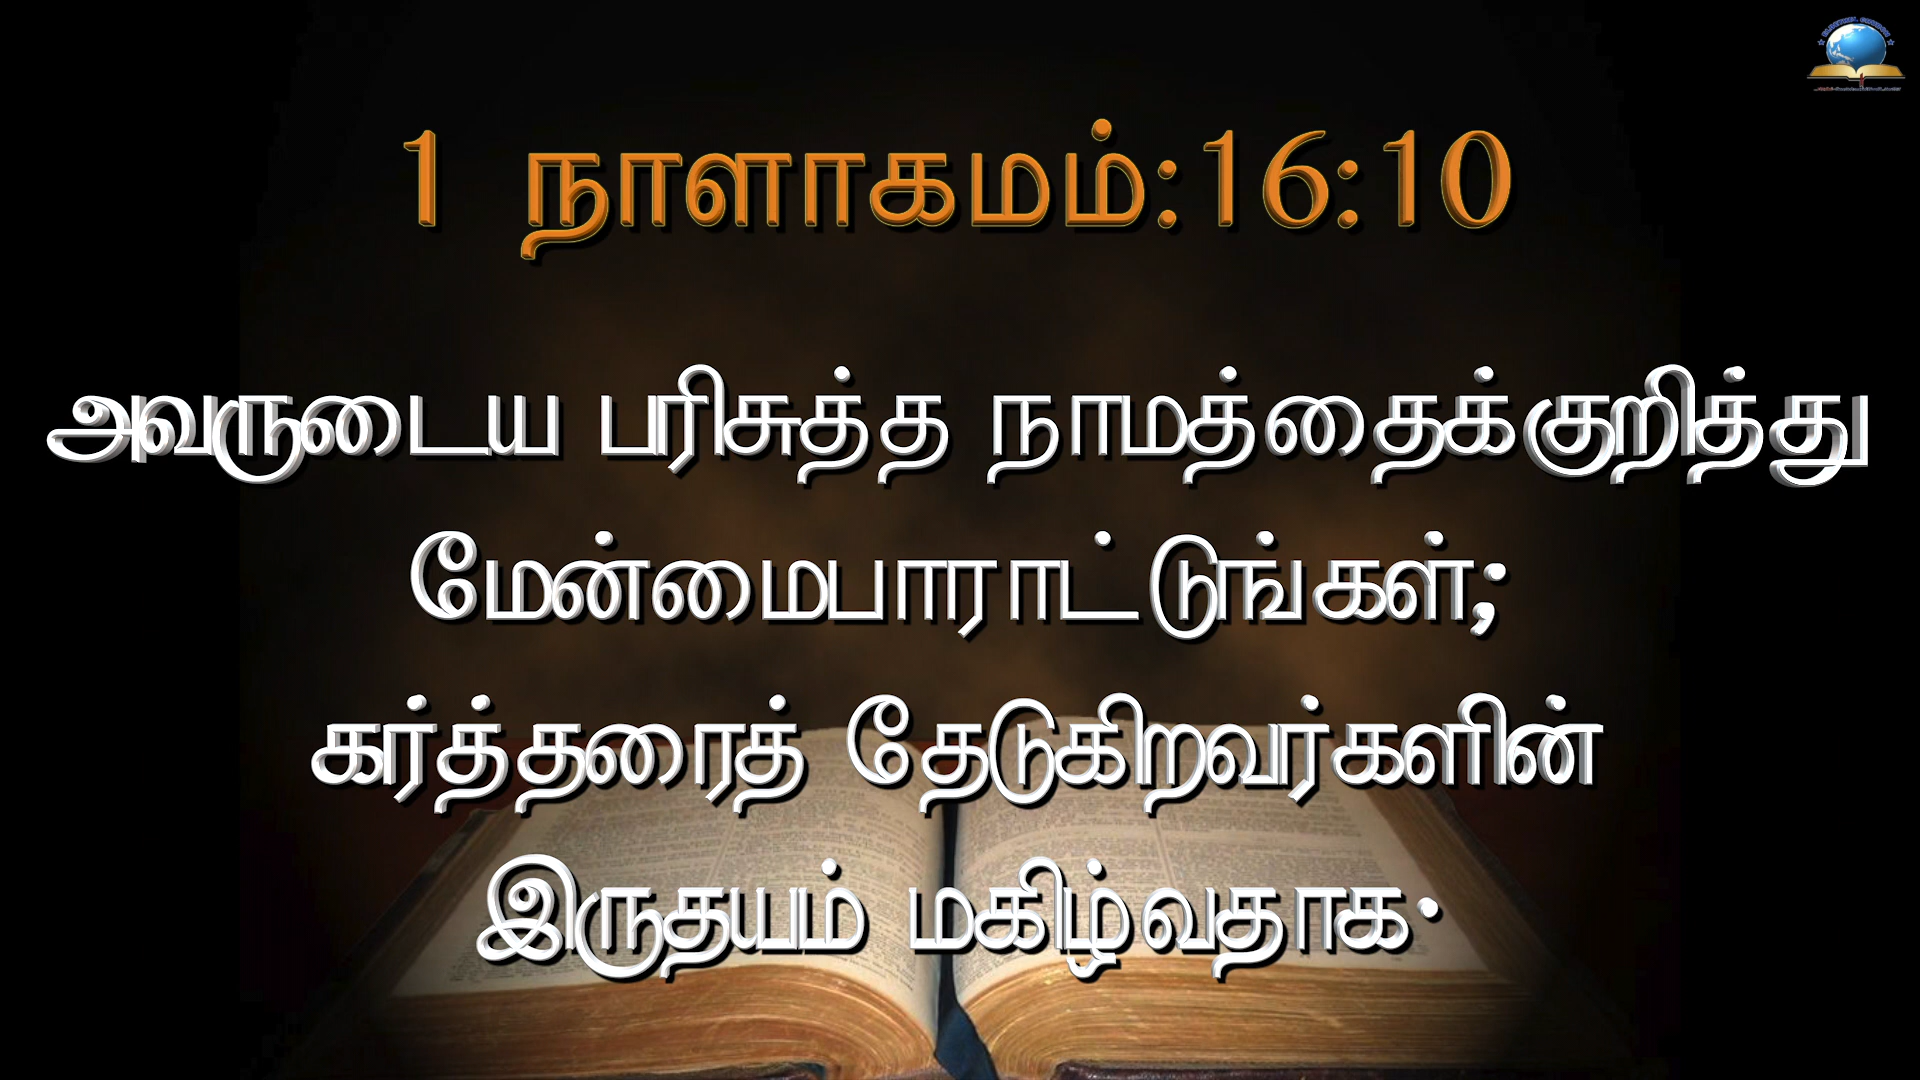 1 நாளாகமம்:16:10
அவருடைய பரிசுத்த நாமத்தைக்குறித்து
மேன்மைபாராட்டுங்கள்;
கர்த்தரைத் தேடுகிறவர்களின்
இருதயம் மகிழ்வதாக.